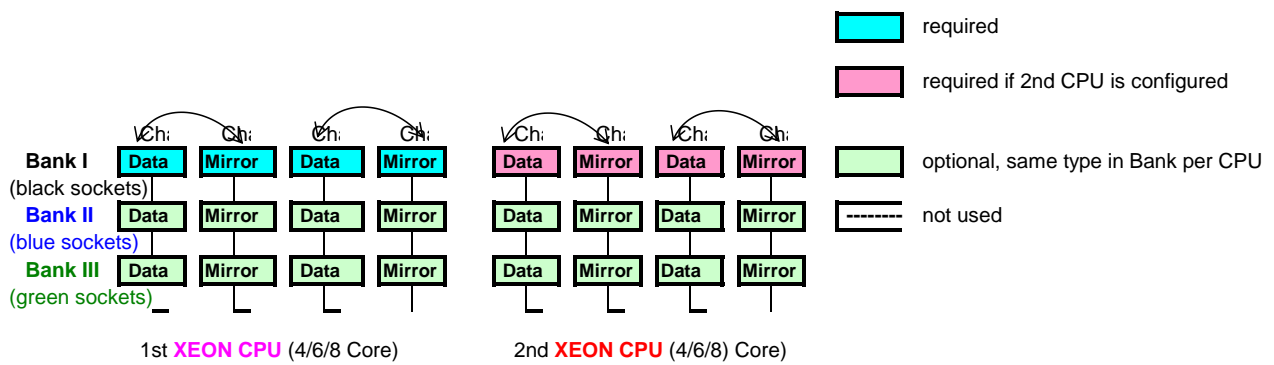 required
required if 2nd CPU is configured
Bank I
Data Mirror Data Mirror Data Mirror Data Mirror
optional, same type in Bank per CPU
(black sockets)
Bank II
Data Mirror Data Mirror Data Mirror Data Mirror
-------- not used
(blue sockets)
Bank III
Data Mirror Data Mirror Data Mirror Data Mirror
(green sockets)
1st XEON CPU (4/6/8 Core)
2nd XEON CPU (4/6/8) Core)